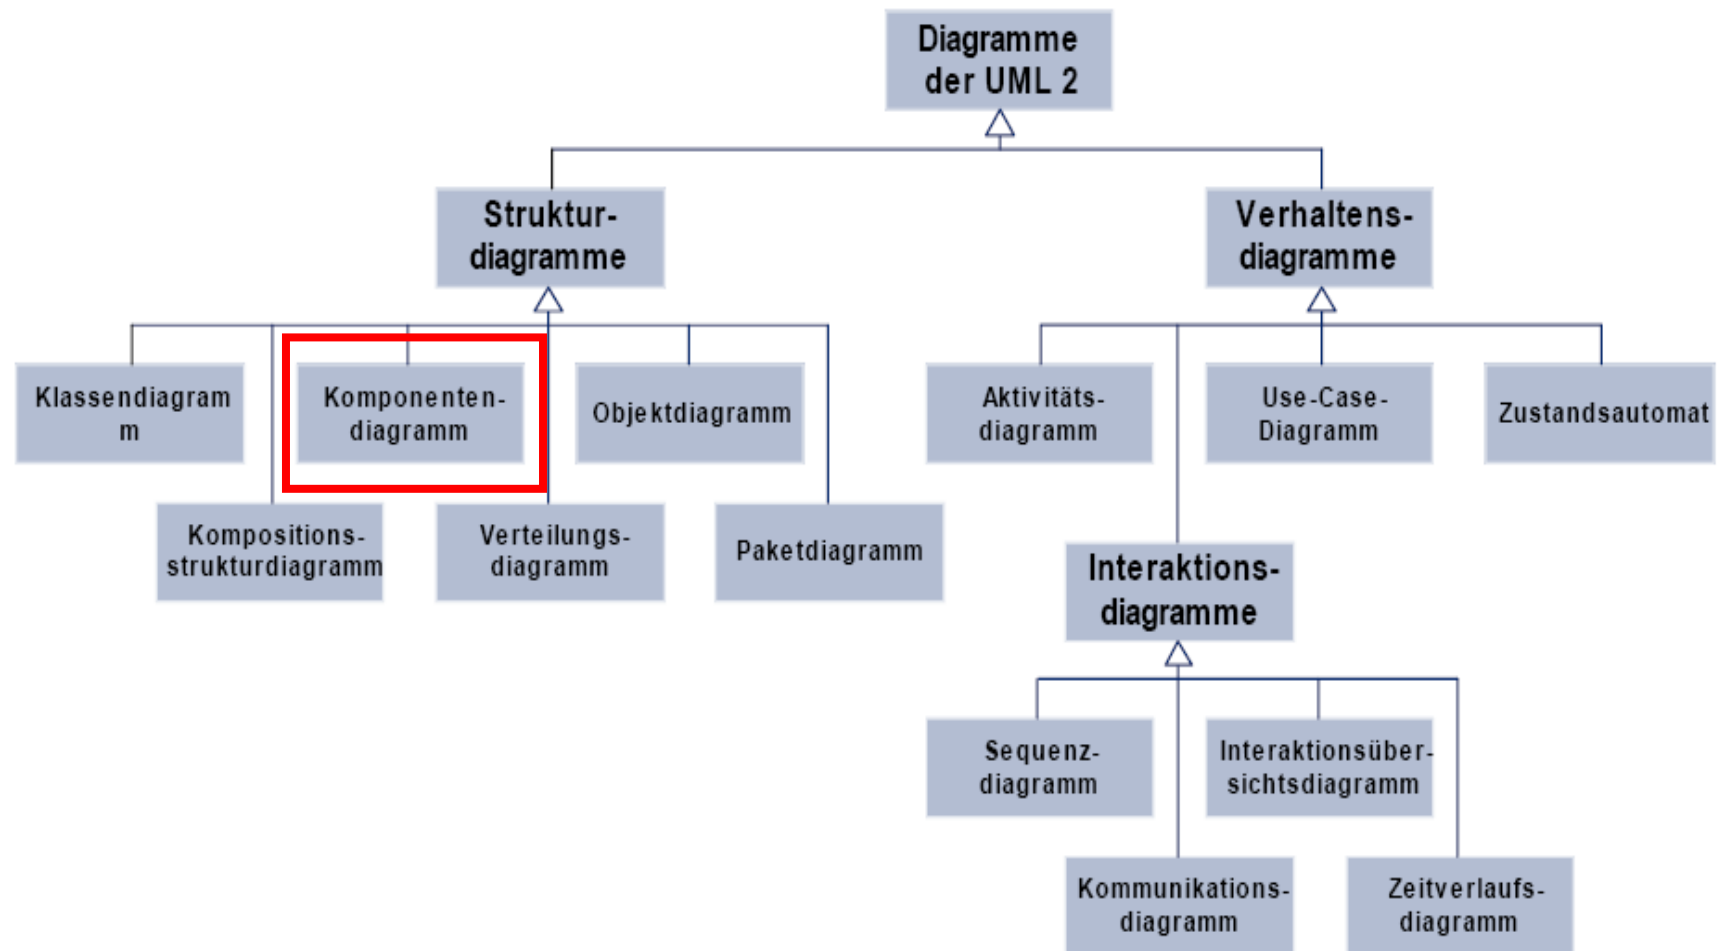 Diagramme
der UML 2
Struktur-
diagramme
Verhaltens-
diagramme
Klassendiagram
m
Komponenten-
diagramm
Objektdiagramm
Aktivitäts-
diagramm
Use-Case-
Diagramm
Zustandsautomat
Kompositions-
strukturdiagramm
Verteilungs-
diagramm
Paketdiagramm
Interaktions-
diagramme
Sequenz-
diagramm
Interaktionsüber-
sichtsdiagramm
Kommunikations-
diagramm
Zeitverlaufs-
diagramm